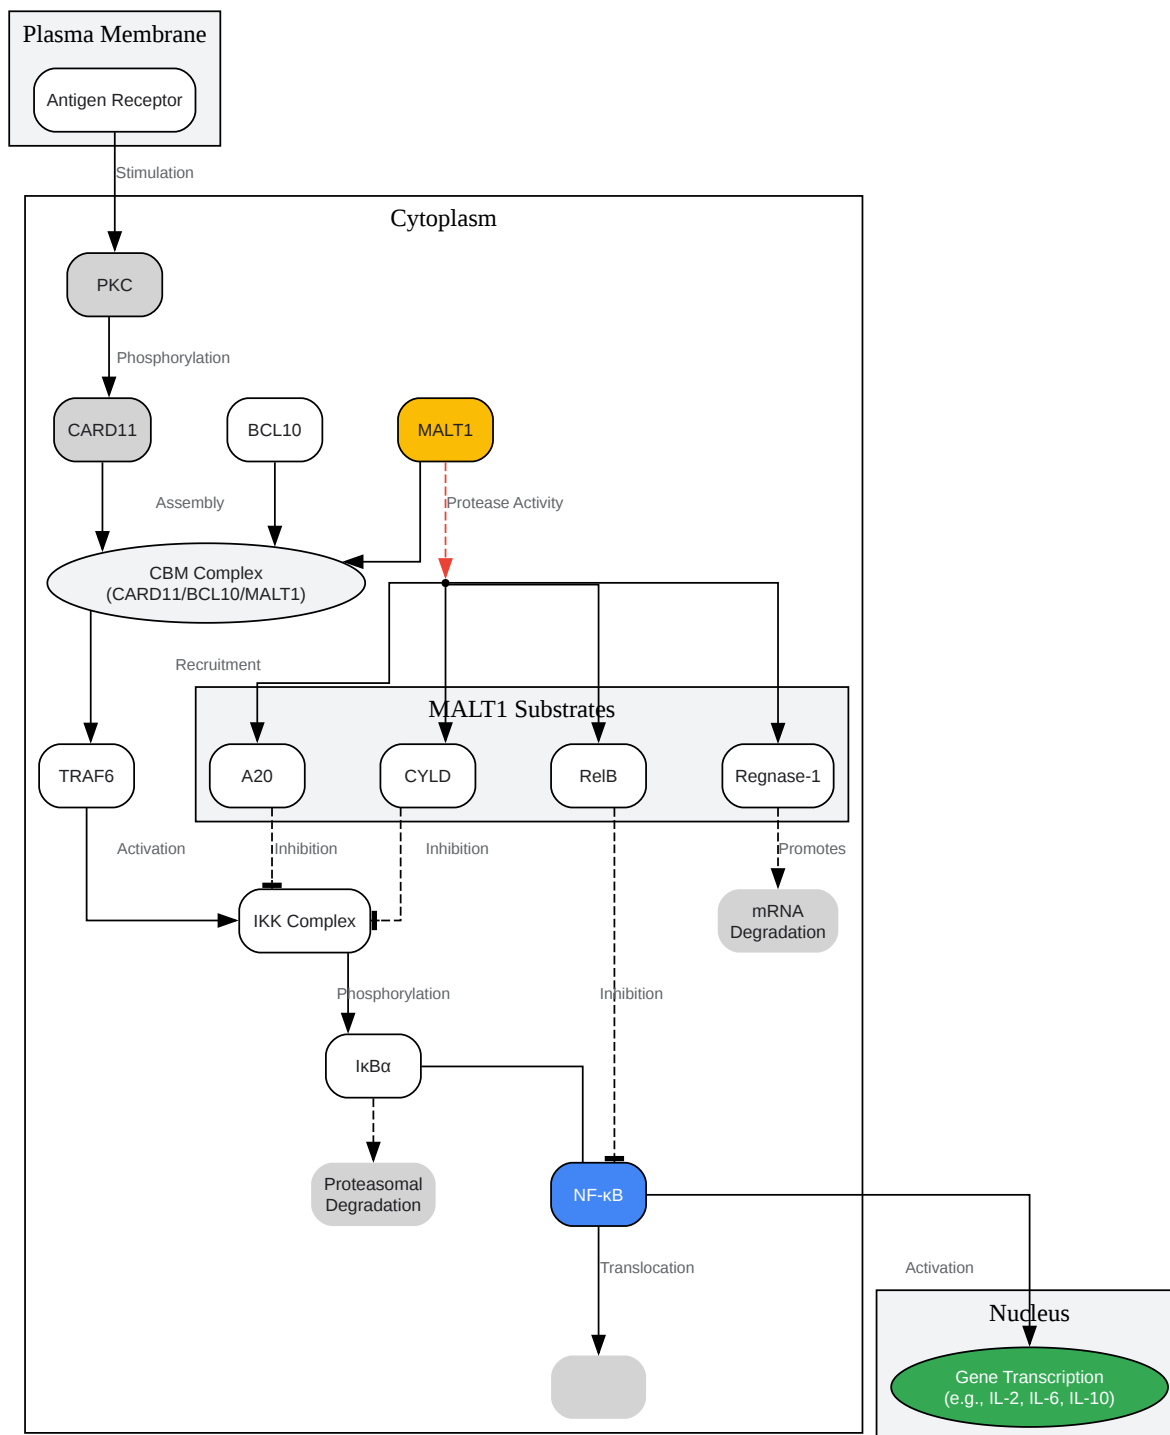 Plasma Membrane
Antigen Receptor
Stimulation
Cytoplasm
PKC
Phosphorylation
CARD11
BCL10
MALT1
Assembly
Protease Activity
CBM Complex
(CARD11/BCL10/MALT1)
Recruitment
MALT1 Substrates
TRAF6
A20
CYLD
RelB
Regnase-1
Activation
Inhibition
Inhibition
Promotes
IKK Complex
mRNA
Degradation
Phosphorylation
Inhibition
IκBα
Proteasomal
Degradation
NF-κB
Translocation
Activation
Nucleus
Gene Transcription
(e.g., IL-2, IL-6, IL-10)